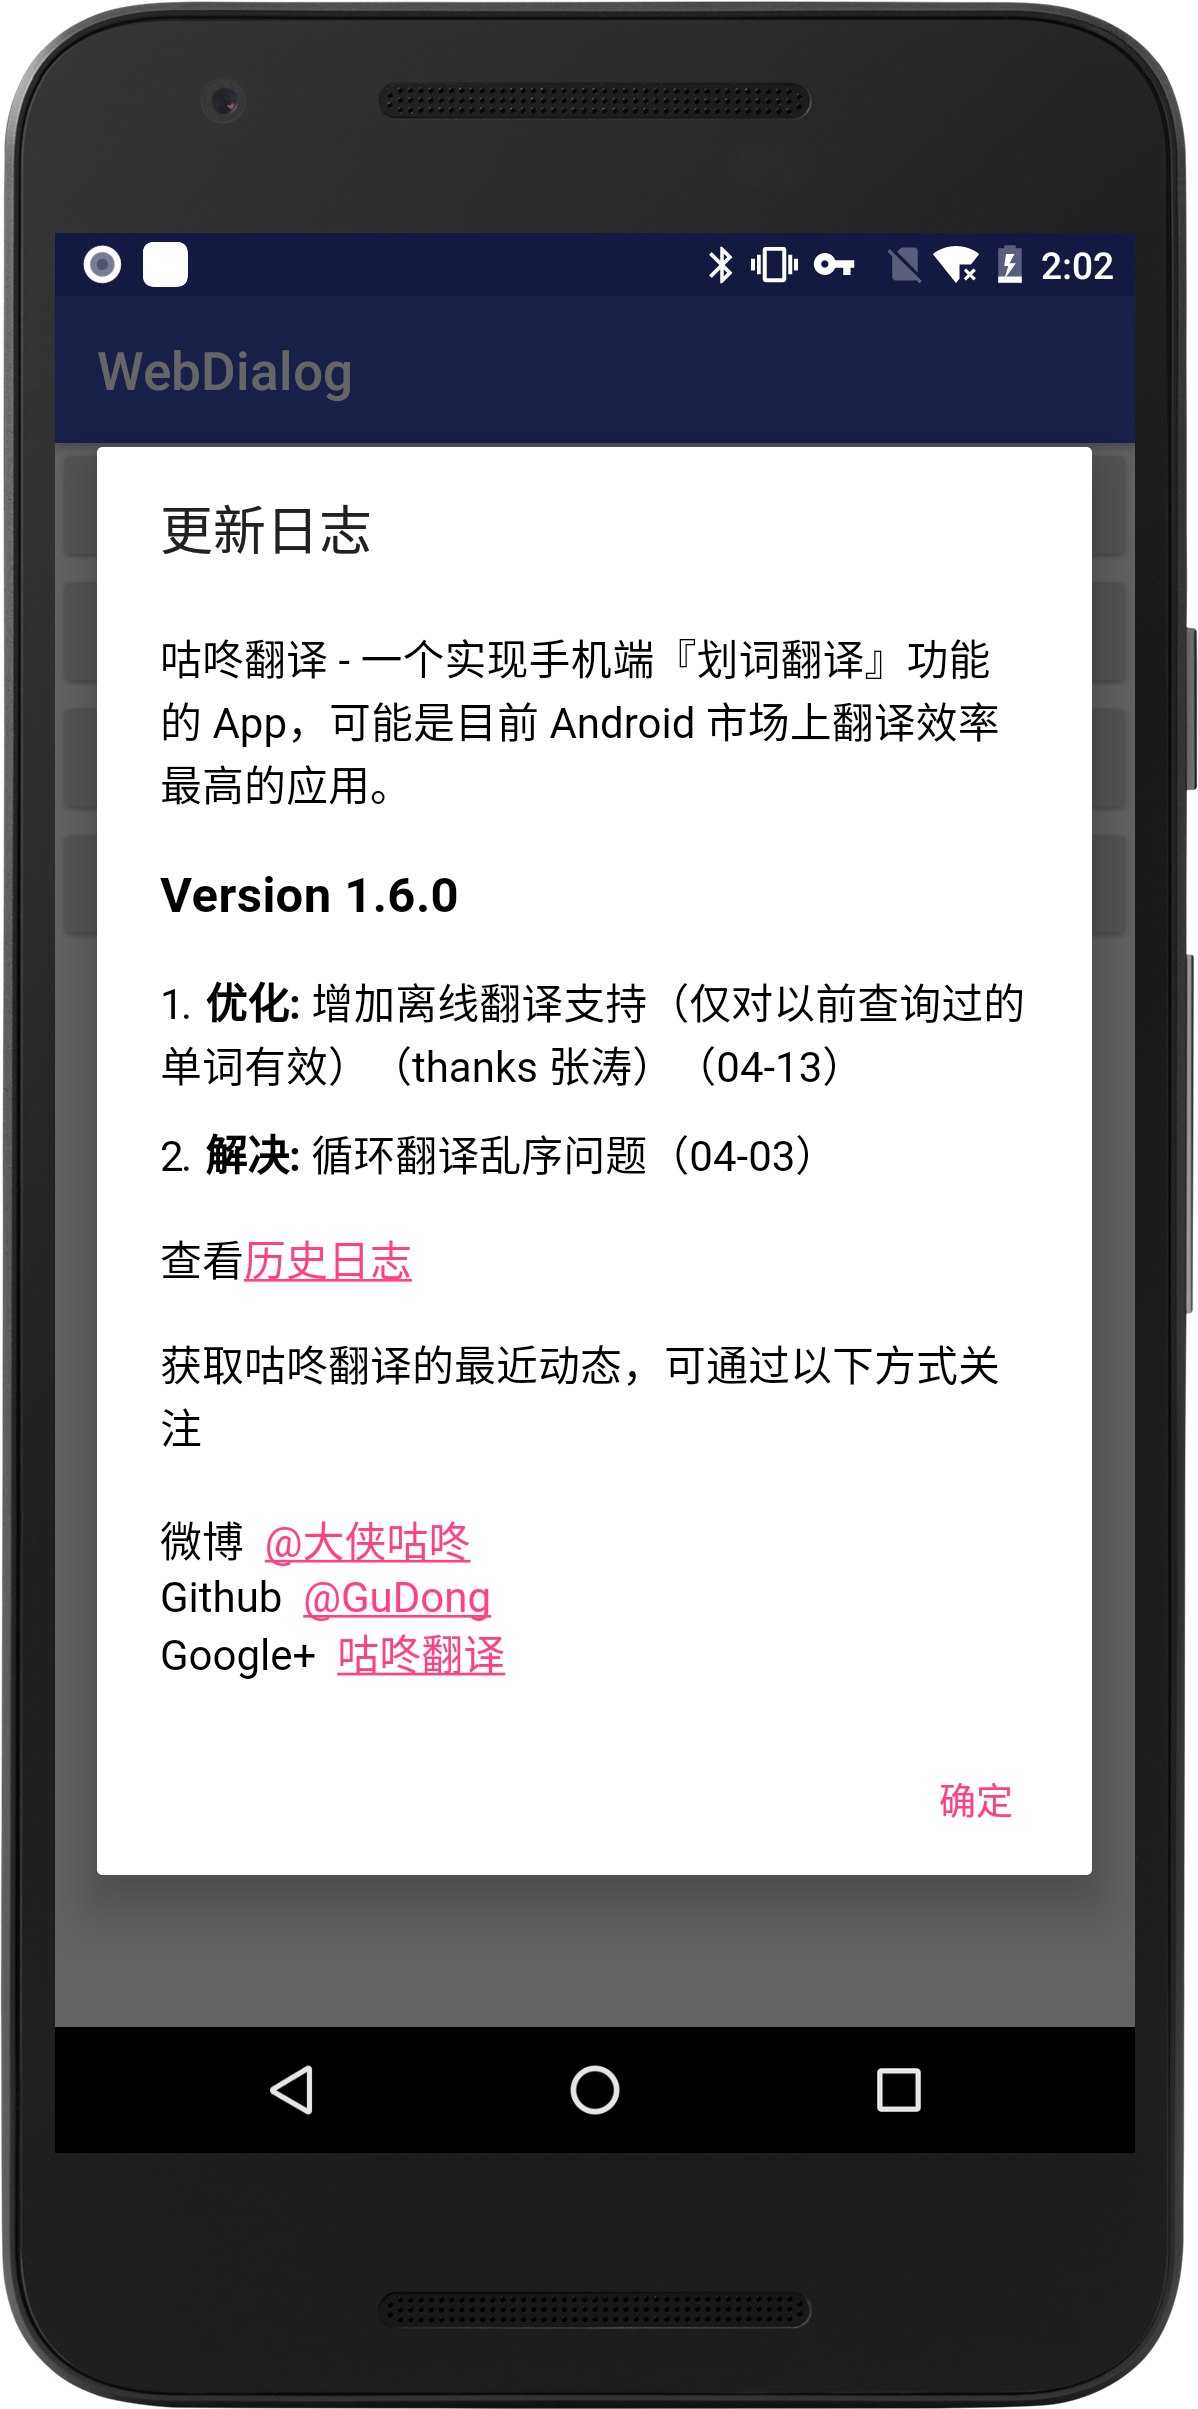 2:02
WebDialog
更新日志
咕咚翻译 - 一个实现手机端『划词翻译』功能
的 App，可能是目前 Android 市场上翻译效率
最高的应用。
Version 1.6.0
1. 优化: 增加离线翻译支持（仅对以前查询过的
单词有效）（thanks 张涛）（04-13）
2. 解决: 循环翻译乱序问题（04-03）
查看历史日志
获取咕咚翻译的最近动态，可通过以下方式关
注
微博 @大侠咕咚
Github @GuDong
Google+ 咕咚翻译
确定